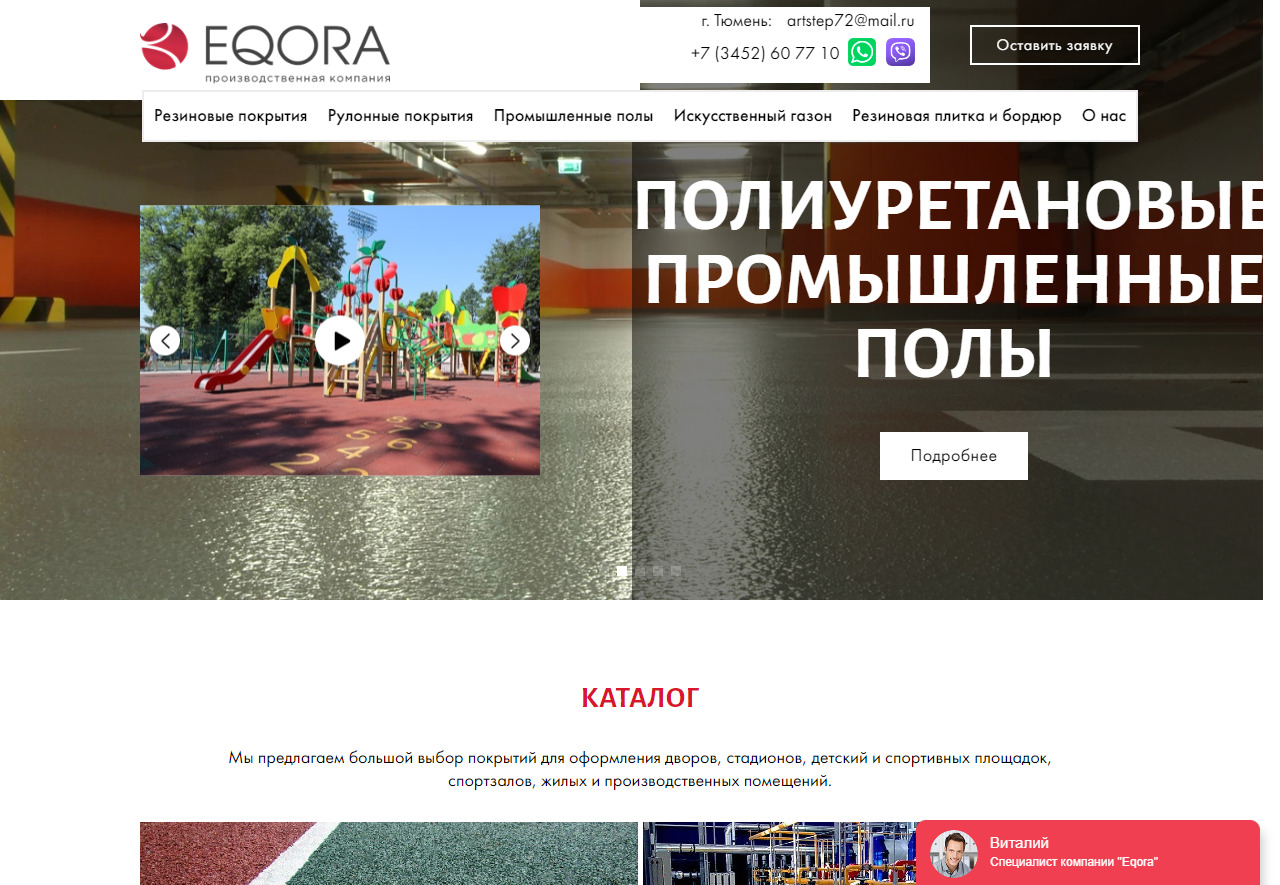 EQORA
производственная компания
г. Тюмень: artstep72@mail.ru
+7 (3452) 60 77 10
Оставить заявку
Резиновые покрытия Рулонные покрытия Промышленные полы Искусственный газон Резиновая плитка и бордюр О нас
ПОЛИУРЕТАНОВЫЕ
ПРОМЫШЛЕННЫЕ
ПОЛЫ
Подробнее
КАТАЛОГ
Мы предлагаем большой выбор покрытий для оформления дворов, стадионов, детский и спортивных площадок,
спортзалов, жилых и производственных помещений.
Виталий
Специалист компании "Eqora"